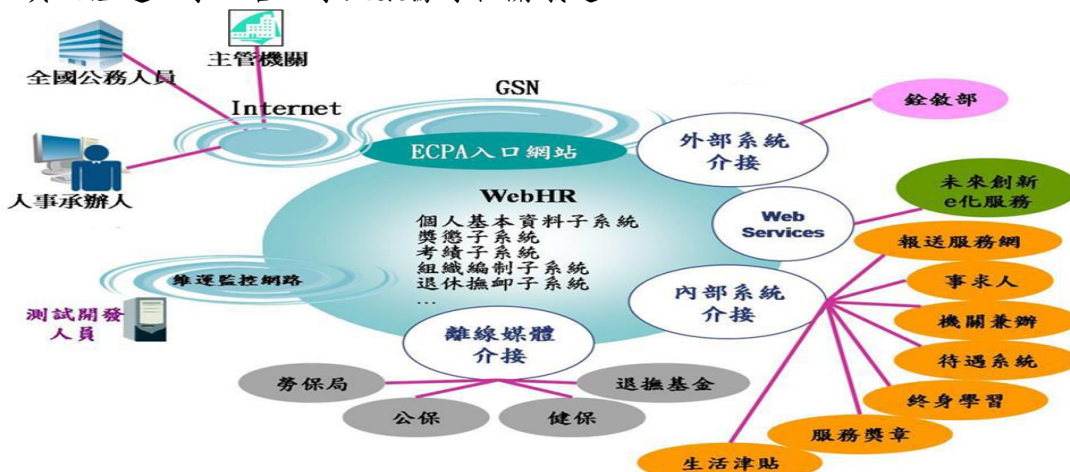 主管機關
全國公務人員
Internet
GSN
人事承辦人
ECPA入口網站
外部系統
介接
銓敘部
WebHR
個人基本資料子系統
獎懲子系統
考績子系統
組織編制子系統
退休撫卹子系統
...
Web
Services
未來創新
e化服務
維運監控網路
測試開發
人員
內部系統
介接
報送服務網
事求人
機關兼辦
待遇系統
終身學習
服務獎章
生活津貼
離線媒體
介接
勞保局
公保
健保
退撫基金